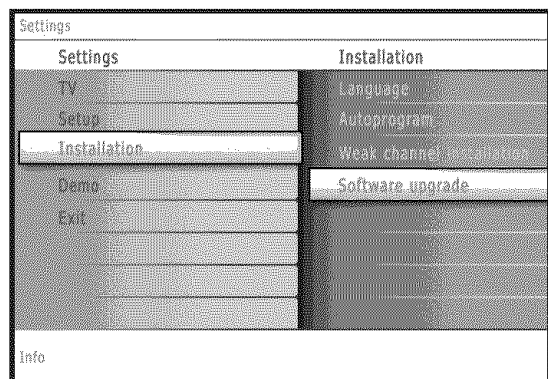 Settings
Settings
Installation
TV
Setup
Installation
Demo
Exit
Language
Autoprogram
Weak channel installation
Software upgrade
Info